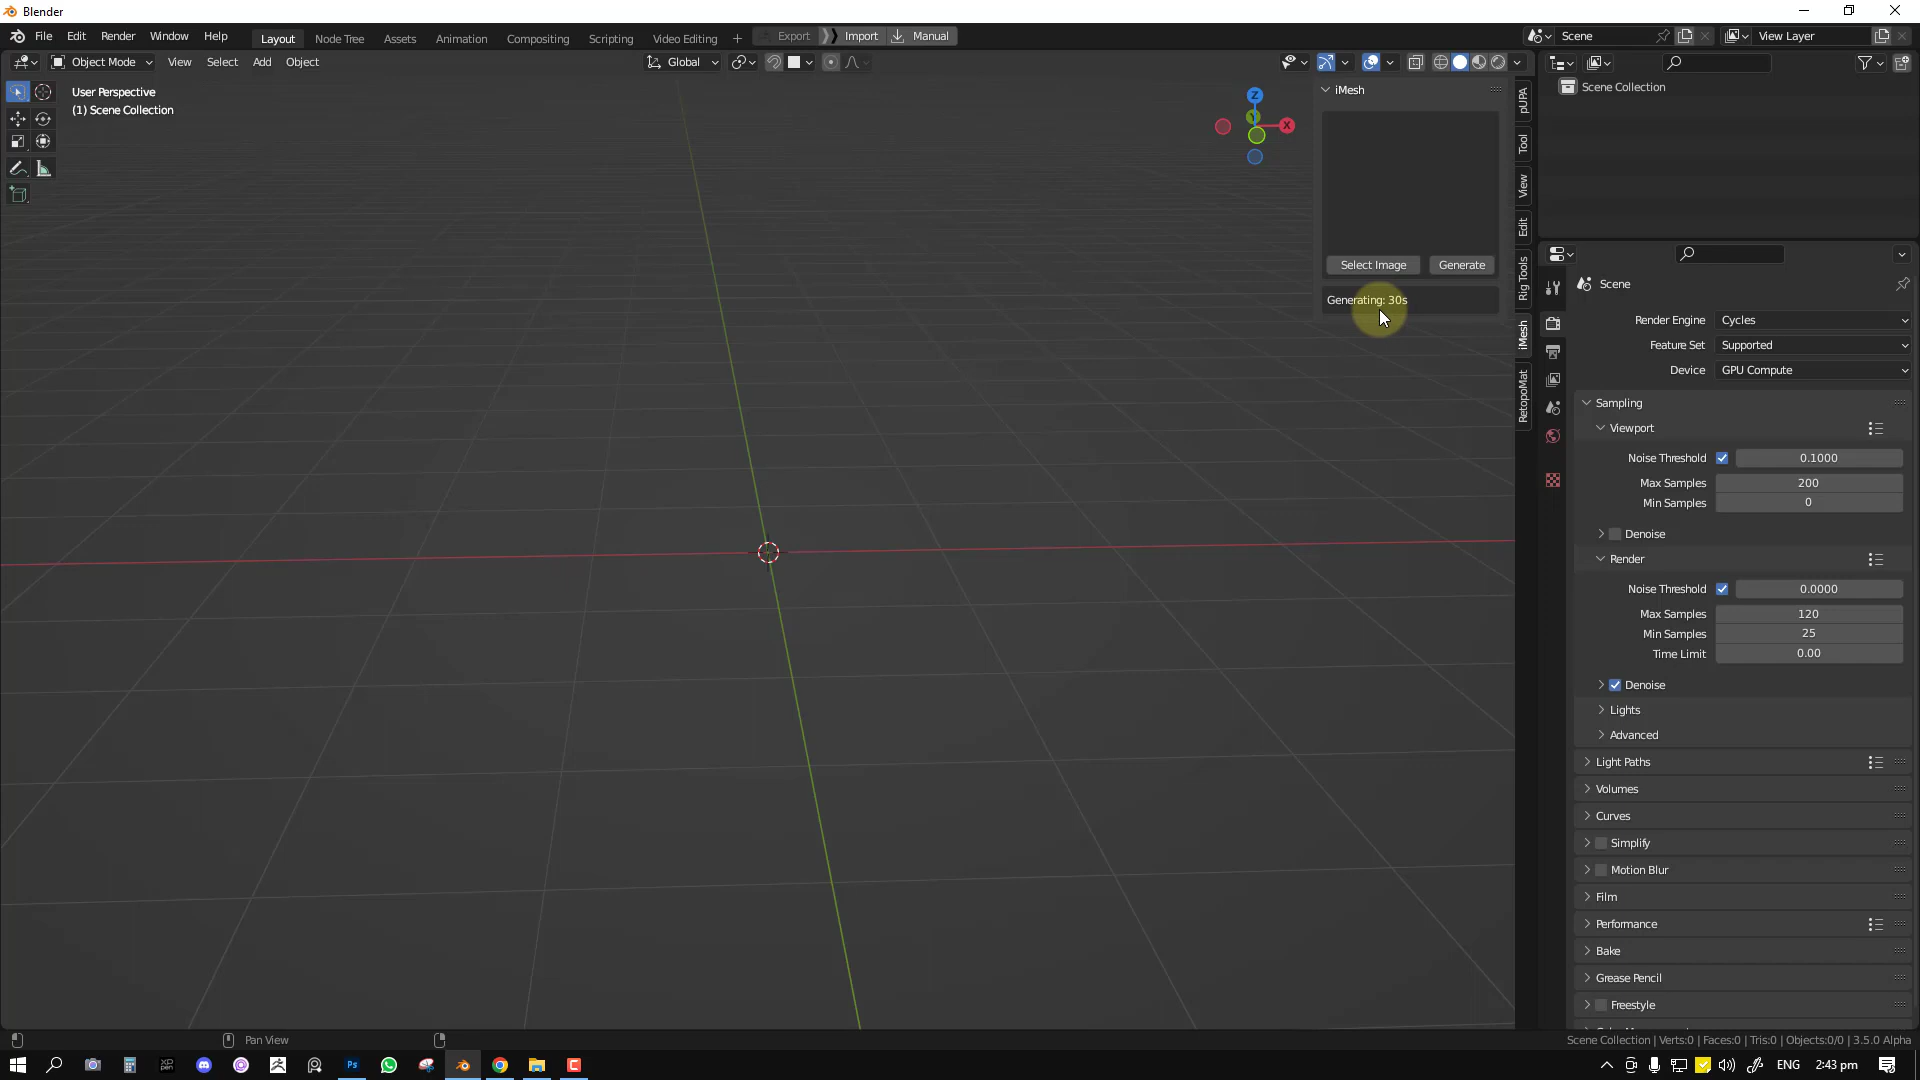 Blender
File Edit Render Window Help Layout Node Tree Assets Animation Compositing Scripting Video Editing + Export Import Manual Scene View Layer
Object Mode View Select Add Object Global
User Perspective
(1) Scene Collection
Z
Y
X
iMesh
Select Image Generate
Generating: 30s
pUPA
Tool
View
Edit
Rig Tools
iMesh
RetopoMat
Scene Collection
Scene
Render Engine Cycles
Feature Set Supported
Device GPU Compute
Sampling
Viewport
Noise Threshold 0.1000
Max Samples 200
Min Samples 0
Denoise
Render
Noise Threshold 0.0000
Max Samples 120
Min Samples 25
Time Limit 0.00
Denoise
Lights
Advanced
Light Paths
Volumes
Curves
Simplify
Motion Blur
Film
Performance
Bake
Grease Pencil
Freestyle
Pan View
Scene Collection | Verts:0 | Faces:0 | Tris:0 | Objects:0/0 | 3.5.0 Alpha
Ps
ENG 2:43 pm